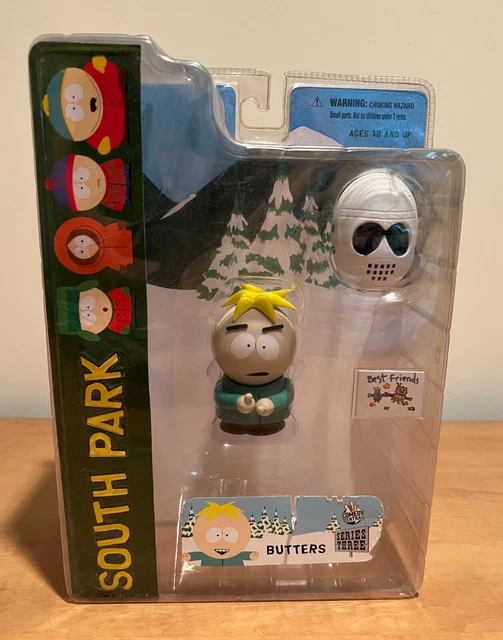 WARNING: CHOKING HAZARD
Small parts. Not for children under 3 years.
AGES 18 AND UP
Best Friends
SOUTH PARK
BUTTERS
SERIES
THREE